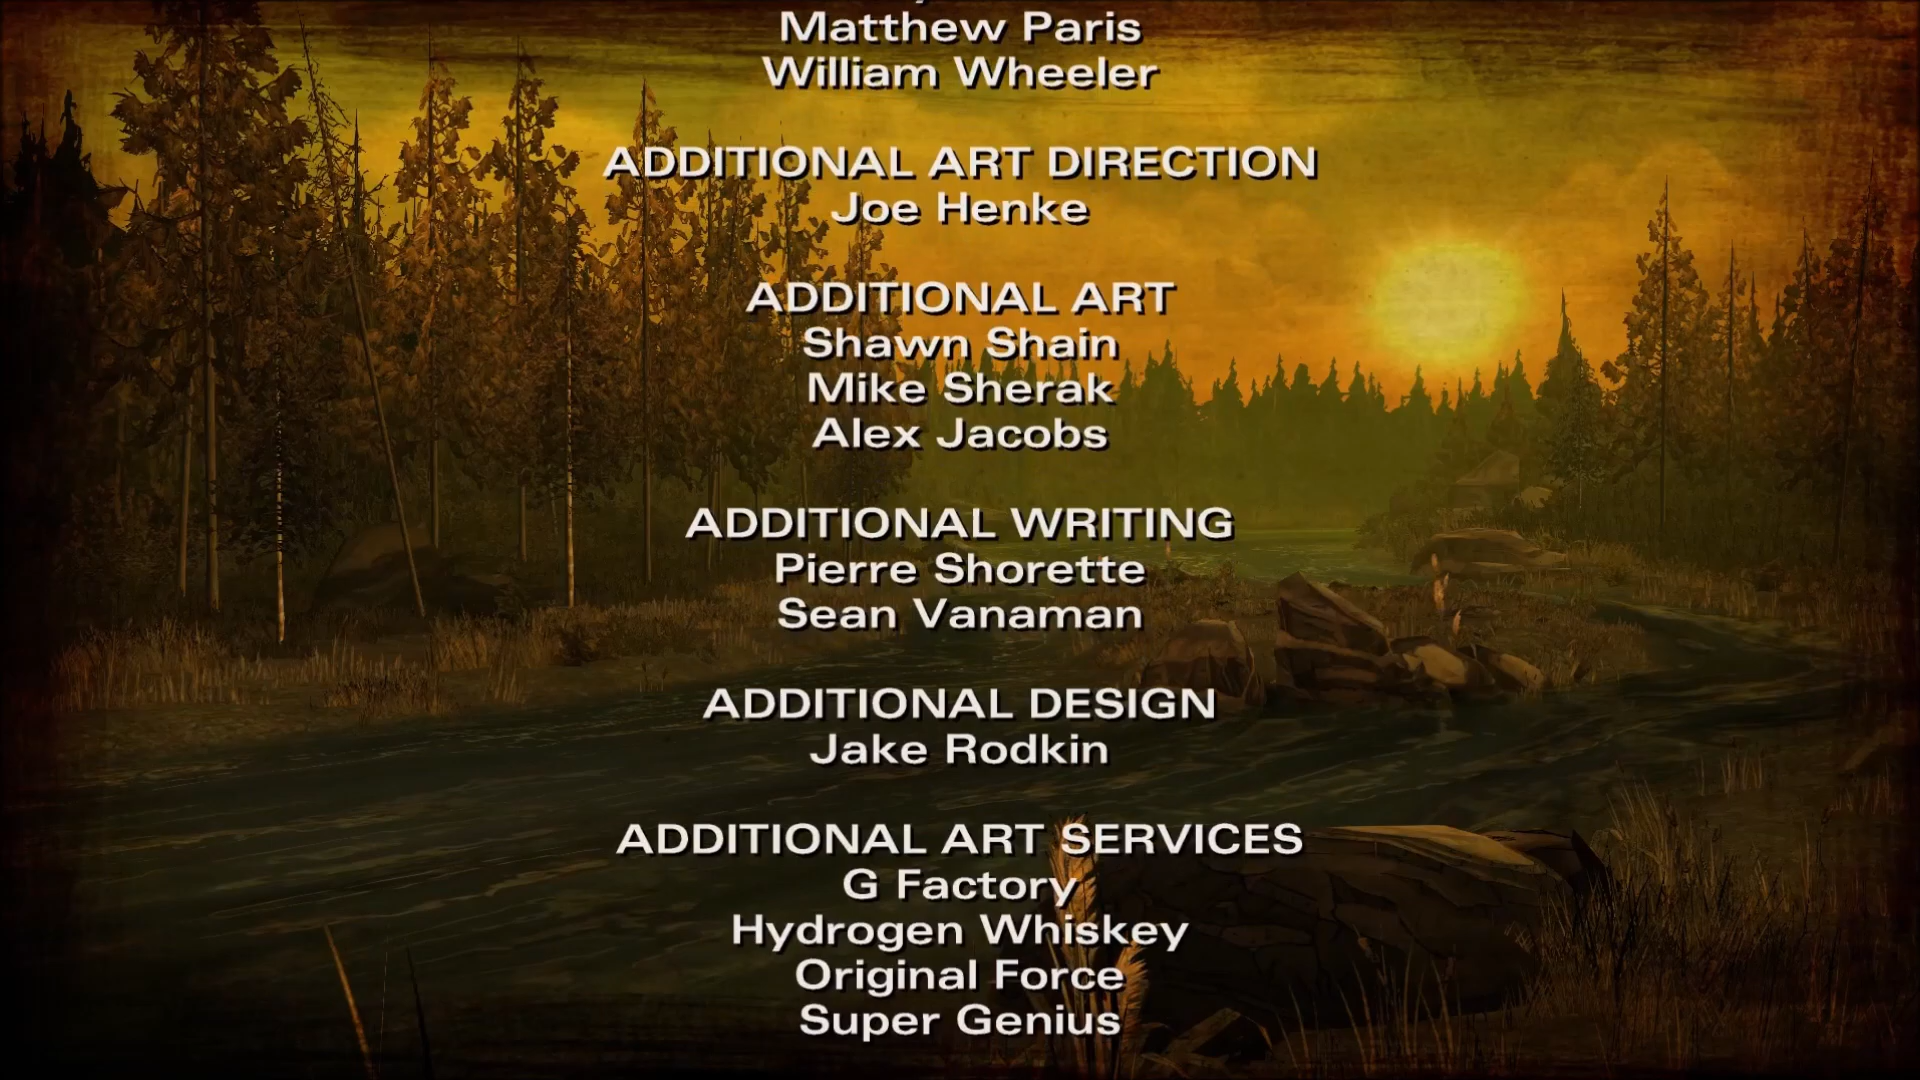 Matthew Paris
William Wheeler
ADDITIONAL ART DIRECTION
Joe Henke
ADDITIONAL ART
Shawn Shain
Mike Sherak
Alex Jacobs
ADDITIONAL WRITING
Pierre Shorette
Sean Vanaman
ADDITIONAL DESIGN
Jake Rodkin
ADDITIONAL ART SERVICES
G Factory
Hydrogen Whiskey
Original Force
Super Genius